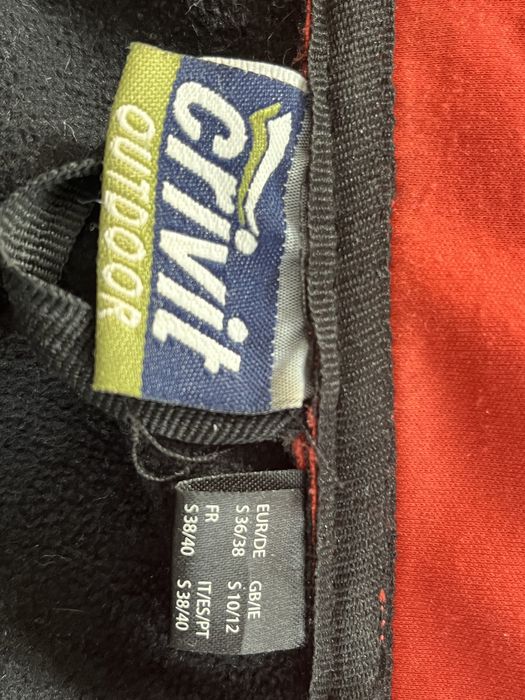 crivit
OUTDOOR
EUR/DE GB/IE
S 36/38 S 10/12
FR IT/ES/PT
S 38/40 S 38/40